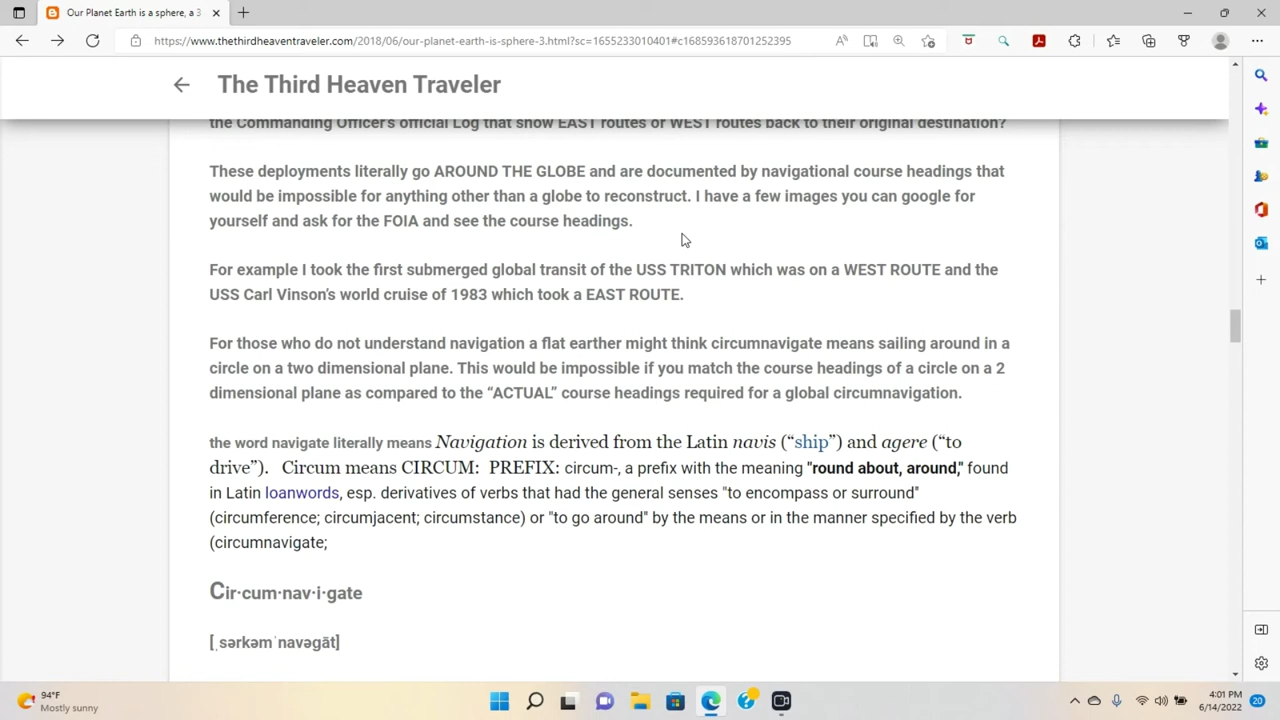 Our Planet Earth is a sphere, a 3
https://www.thethirdheaventraveler.com/2018/06/our-planet-earth-is-sphere-3.html?sc=1655233010401#c168593618701252395
The Third Heaven Traveler
the Commanding Officer's official Log that show EAST routes or WEST routes back to their original destination?
These deployments literally go AROUND THE GLOBE and are documented by navigational course headings that
would be impossible for anything other than a globe to reconstruct. I have a few images you can google for
yourself and ask for the FOIA and see the course headings.
For example I took the first submerged global transit of the USS TRITON which was on a WEST ROUTE and the
USS Carl Vinson's world cruise of 1983 which took a EAST ROUTE.
For those who do not understand navigation a flat earther might think circumnavigate means sailing around in a
circle on a two dimensional plane. This would be impossible if you match the course headings of a circle on a 2
dimensional plane as compared to the “ACTUAL” course headings required for a global circumnavigation.
the word navigate literally means Navigation is derived from the Latin navis (“ship”) and agere (“to
drive”). Circum means CIRCUM: PREFIX: circum-, a prefix with the meaning "round about, around," found
in Latin loanwords, esp. derivatives of verbs that had the general senses "to encompass or surround"
(circumference; circumjacent; circumstance) or "to go around" by the means or in the manner specified by the verb
(circumnavigate;
Cir·cum·nav·i·gate
[ˌsərkəmˈnavəɡāt]
94°F
Mostly sunny
4:01 PM
6/14/2022
20